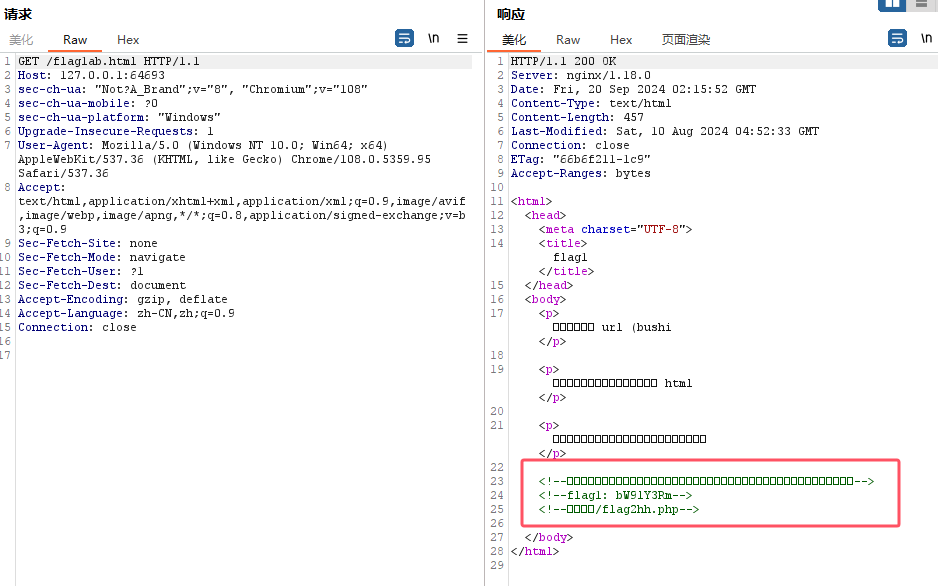 请求
美化 Raw Hex \n
1 GET /flaglab.html HTTP/1.1
2 Host: 127.0.0.1:64693
3 sec-ch-ua: "Not?A_Brand";v="8", "Chromium";v="108"
4 sec-ch-ua-mobile: ?0
5 sec-ch-ua-platform: "Windows"
6 Upgrade-Insecure-Requests: 1
7 User-Agent: Mozilla/5.0 (Windows NT 10.0; Win64; x64)
AppleWebKit/537.36 (KHTML, like Gecko) Chrome/108.0.5359.95
Safari/537.36
8 Accept:
text/html,application/xhtml+xml,application/xml;q=0.9,image/avif
,image/webp,image/apng,*/*;q=0.8,application/signed-exchange;v=b
3;q=0.9
9 Sec-Fetch-Site: none
10 Sec-Fetch-Mode: navigate
11 Sec-Fetch-User: ?1
12 Sec-Fetch-Dest: document
13 Accept-Encoding: gzip, deflate
14 Accept-Language: zh-CN,zh;q=0.9
15 Connection: close
16
17
响应
美化 Raw Hex 页面渲染 \n
1 HTTP/1.1 200 OK
2 Server: nginx/1.18.0
3 Date: Fri, 20 Sep 2024 02:15:52 GMT
4 Content-Type: text/html
5 Content-Length: 457
6 Last-Modified: Sat, 10 Aug 2024 04:52:33 GMT
7 Connection: close
8 ETag: "66b6f211-1c9"
9 Accept-Ranges: bytes
10
11 <html>
12 <head>
13 <meta charset="UTF-8">
14 <title>
flag1
</title>
15 </head>
16 <body>
17 <p>
url (bushi
</p>
18
19 <p>
html
</p>
20
21 <p>
</p>
22
23 <!---->
24 <!--flag1: bW9lY3Rm-->
25 <!--/flag2hh.php-->
26
27 </body>
28 </html>
29